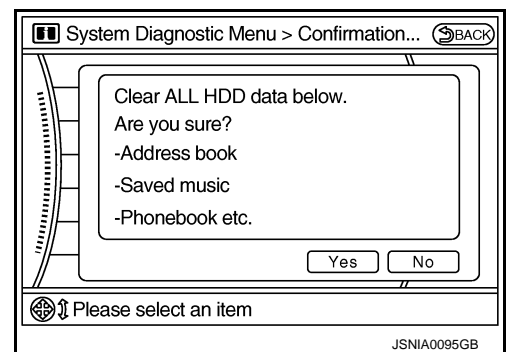 System Diagnostic Menu > Confirmation... BACK
Clear ALL HDD data below.
Are you sure?
-Address book
-Saved music
-Phonebook etc.
Yes No
Please select an item
JSNIA0095GB